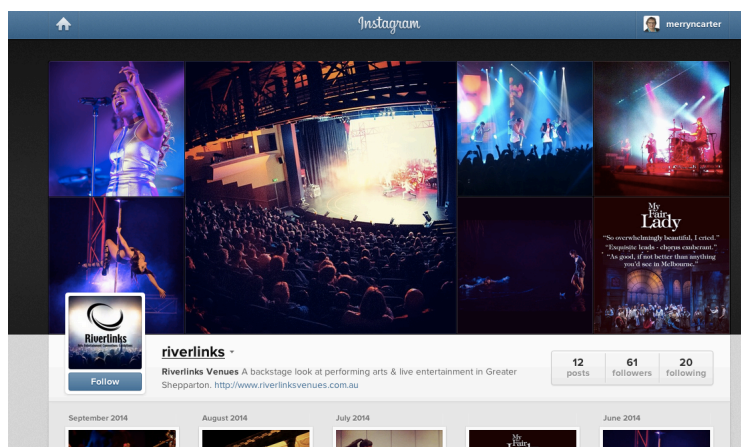 Instagram
merryncarter
My
Fair
Lady
"So overwhelmingly beautiful, I cried."
"Exquisite leads - chorus exuberant."
"As good, if not better than anything
you'd see in Melbourne."
Riverlinks
Follow
riverlinks
Riverlinks Venues A backstage look at performing arts & live entertainment in Greater
Shepparton. http://www.riverlinksvenues.com.au
12 posts
61 followers
20 following
September 2014
August 2014
July 2014
June 2014
My
Fair